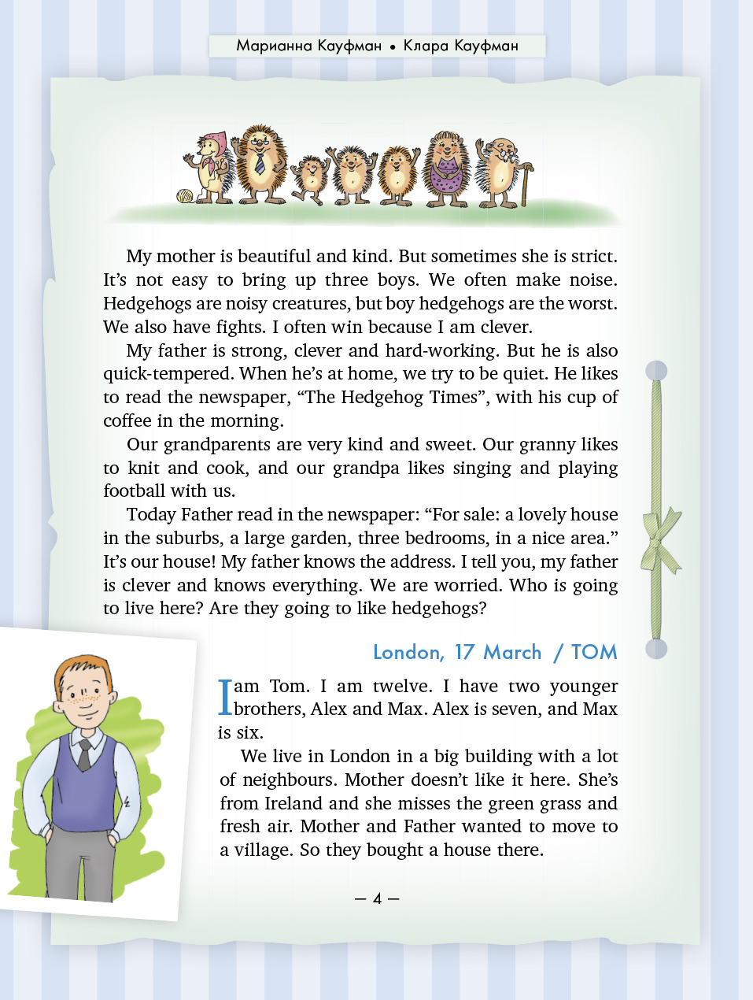 Марианна Кауфман • Клара Кауфман
My mother is beautiful and kind. But sometimes she is strict.
It’s not easy to bring up three boys. We often make noise.
Hedgehogs are noisy creatures, but boy hedgehogs are the worst.
We also have fights. I often win because I am clever.
My father is strong, clever and hard-working. But he is also
quick-tempered. When he’s at home, we try to be quiet. He likes
to read the newspaper, “The Hedgehog Times”, with his cup of
coffee in the morning.
Our grandparents are very kind and sweet. Our granny likes
to knit and cook, and our grandpa likes singing and playing
football with us.
Today Father read in the newspaper: “For sale: a lovely house
in the suburbs, a large garden, three bedrooms, in a nice area.”
It’s our house! My father knows the address. I tell you, my father
is clever and knows everything. We are worried. Who is going
to live here? Are they going to like hedgehogs?
London, 17 March / TOM
I am Tom. I am twelve. I have two younger
brothers, Alex and Max. Alex is seven, and Max
is six.
We live in London in a big building with a lot
of neighbours. Mother doesn’t like it here. She’s
from Ireland and she misses the green grass and
fresh air. Mother and Father wanted to move to
a village. So they bought a house there.
— 4 —